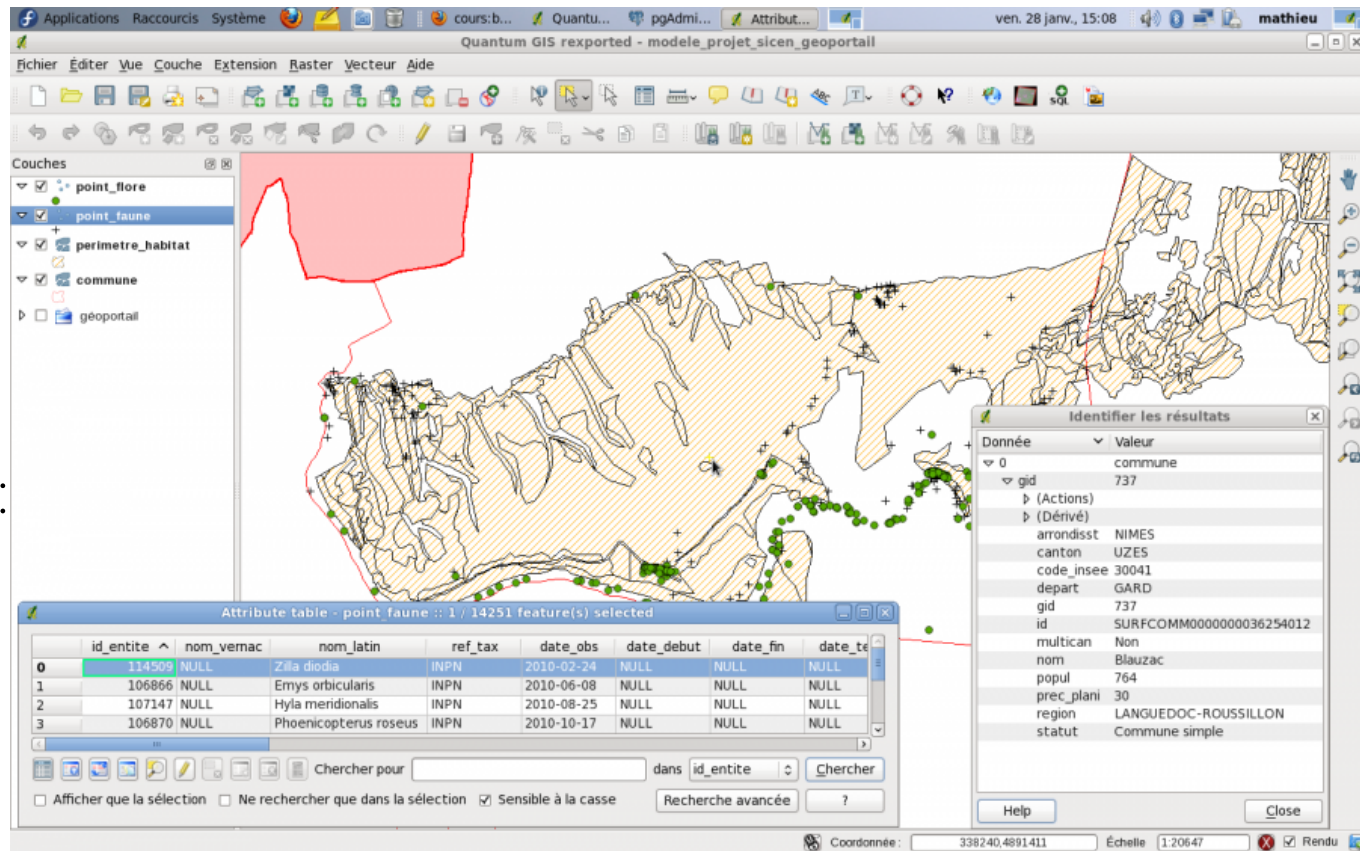 Applications Raccourcis Système cours:b... Quantu... pgAdmi... Attribut... ven. 28 janv., 15:08 mathieu
Quantum GIS rexported - modele_projet_sicen_geoportail
Fichier Éditer Vue Couche Extension Raster Vecteur Aide
SQL
Couches
point_flore
point_faune
perimetre_habitat
commune
géoportail
Identifier les résultats
Donnée Valeur
0 commune
gid 737
(Actions)
(Dérivé)
arrondisst NIMES
canton UZES
code_insee 30041
depart GARD
gid 737
id SURFCOMM0000000036254012
multican Non
nom Blauzac
popul 764
prec_plani 30
region LANGUEDOC-ROUSSILLON
statut Commune simple
Help Close
Attribute table - point_faune :: 1 / 14251 feature(s) selected
id_entite nom_vernac nom_latin ref_tax date_obs date_debut date_fin date_te
0 114509 NULL Zilla diodia INPN 2010-02-24 NULL NULL NULL
1 106866 NULL Emys orbicularis INPN 2010-06-08 NULL NULL NULL
2 107147 NULL Hyla meridionalis INPN 2010-08-25 NULL NULL NULL
3 106870 NULL Phoenicopterus roseus INPN 2010-10-17 NULL NULL NULL
Chercher pour dans id_entite Chercher
Afficher que la sélection Ne rechercher que dans la sélection Sensible à la casse Recherche avancée ?
Coordonnée : 338240,4891411 Échelle 1:20647 Rendu